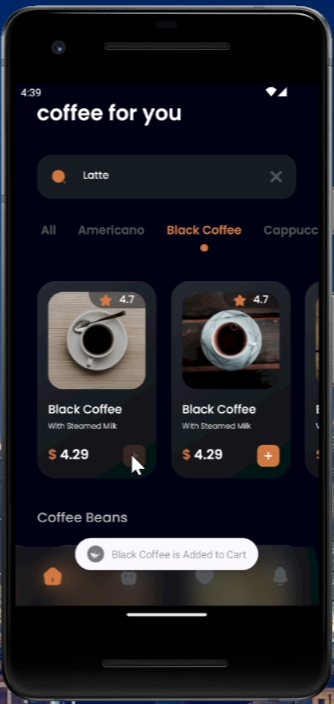 4:39
coffee for you
Latte
All Americano Black Coffee Cappucc
4.7 4.7
Black Coffee Black Coffee
With Steamed Milk With Steamed Milk
$ 4.29 + $ 4.29 +
Coffee Beans
Black Coffee is Added to Cart